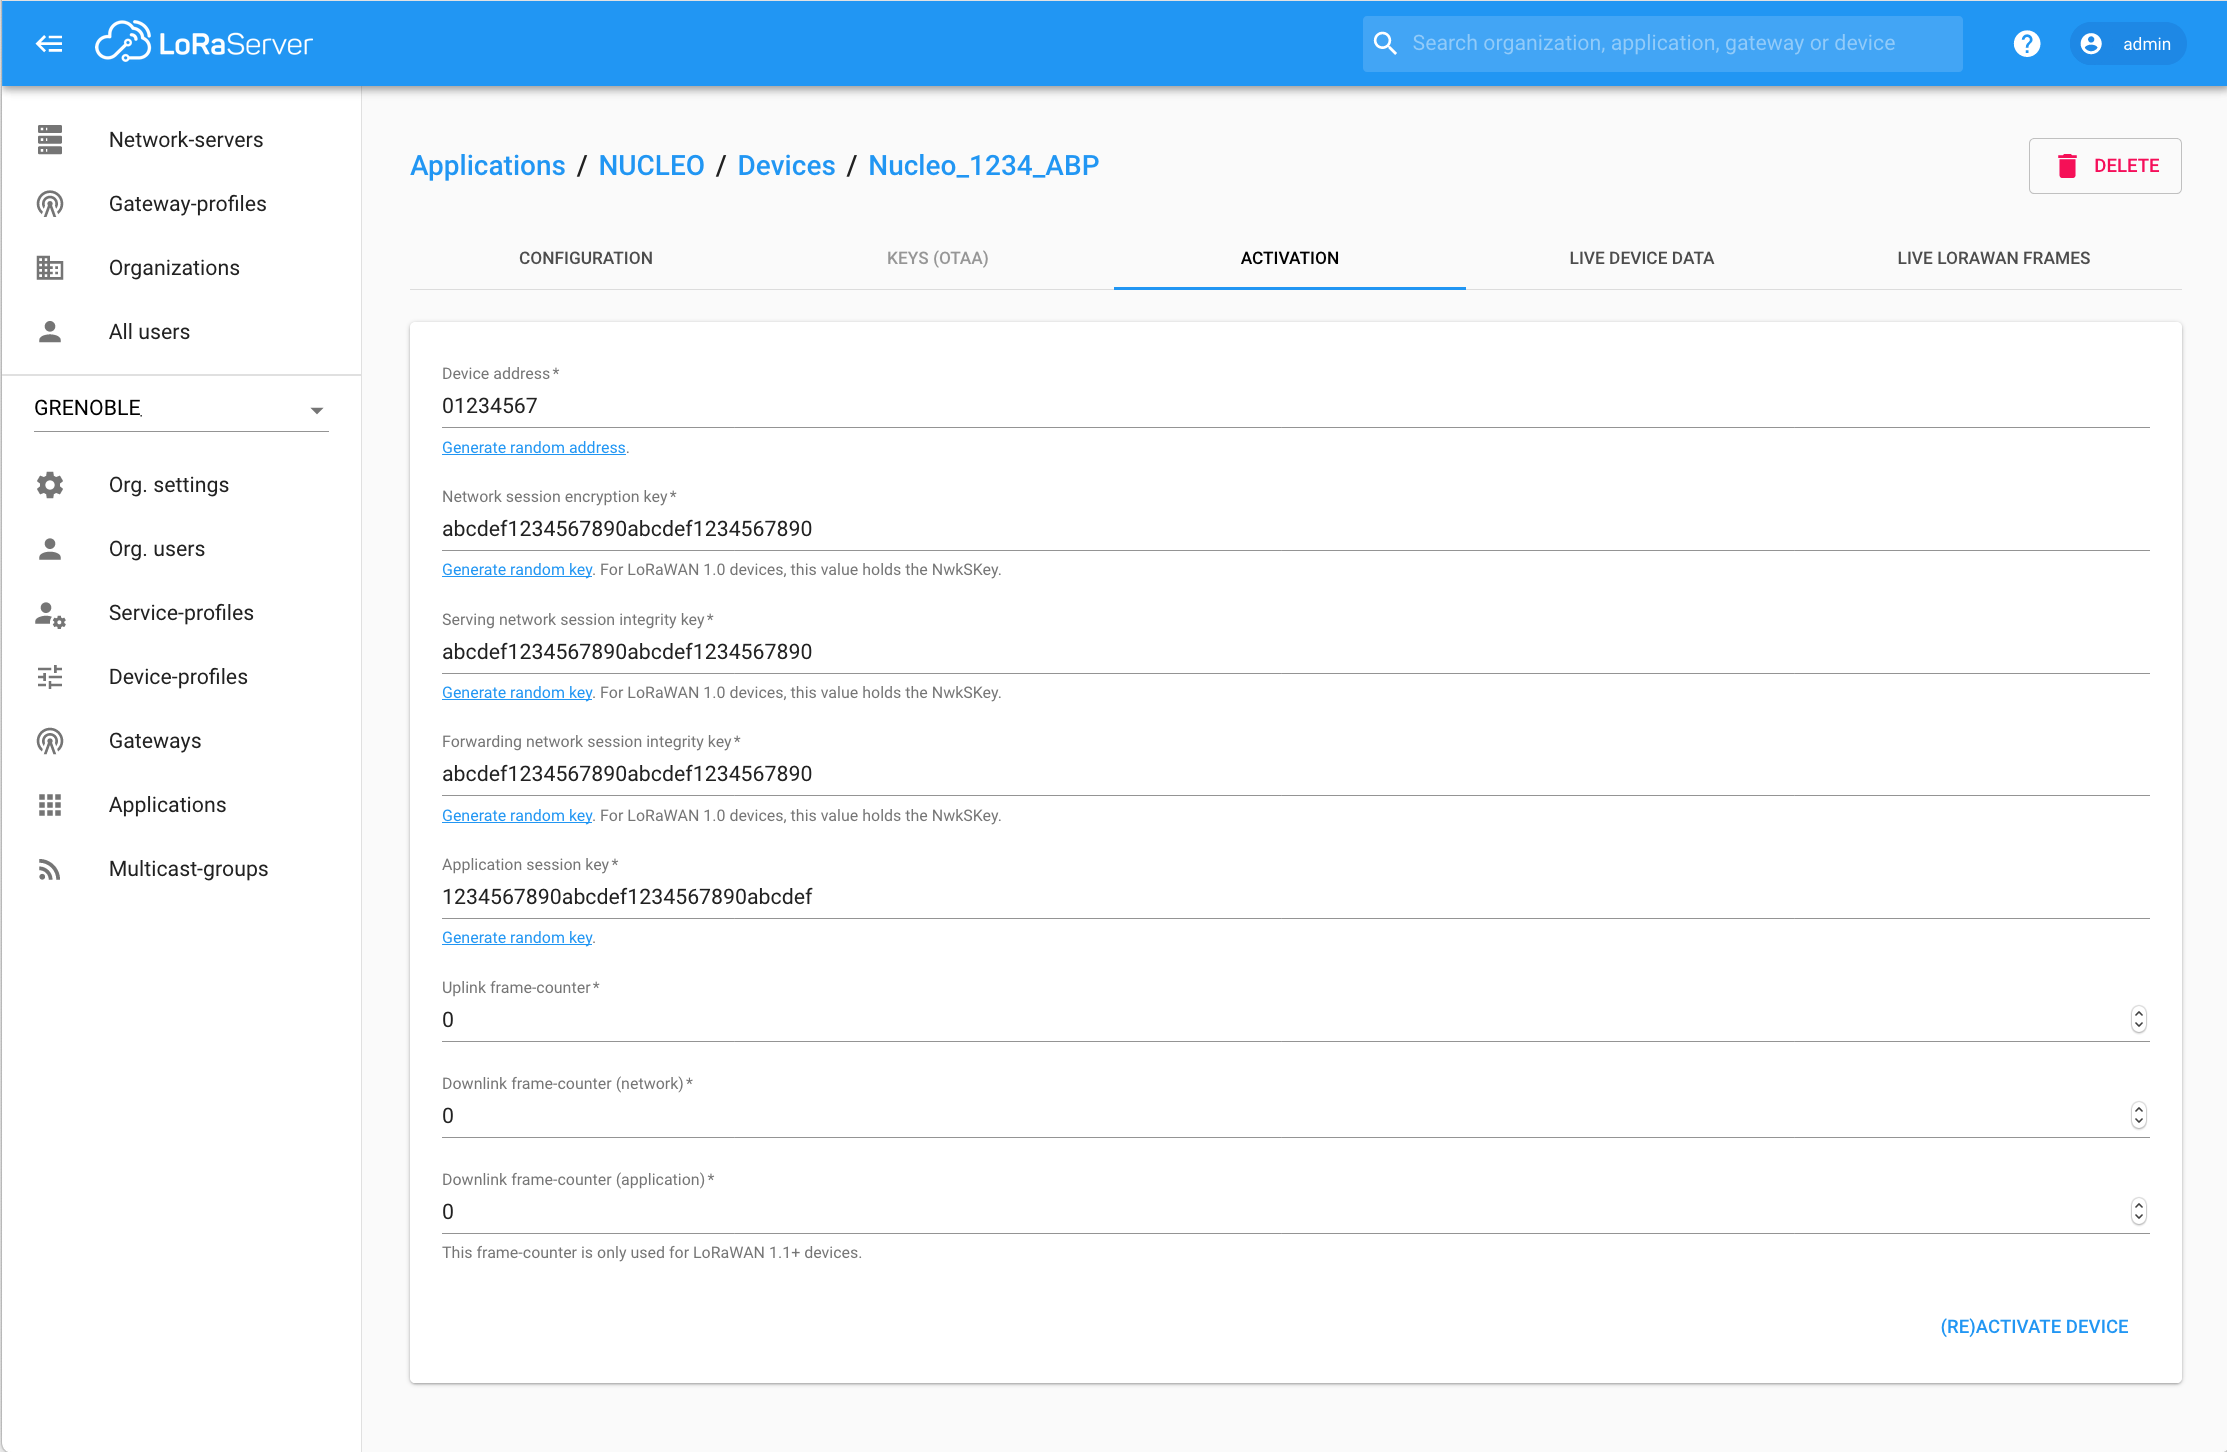 LoRaServer
Search organization, application, gateway or device
?
admin
Network-servers
Gateway-profiles
Organizations
All users
GRENOBLE
Org. settings
Org. users
Service-profiles
Device-profiles
Gateways
Applications
Multicast-groups
Applications / NUCLEO / Devices / Nucleo_1234_ABP
DELETE
CONFIGURATION
KEYS (OTAA)
ACTIVATION
LIVE DEVICE DATA
LIVE LORAWAN FRAMES
Device address *
01234567
Generate random address.
Network session encryption key *
abcdef1234567890abcdef1234567890
Generate random key. For LoRaWAN 1.0 devices, this value holds the NwkSKey.
Serving network session integrity key *
abcdef1234567890abcdef1234567890
Generate random key. For LoRaWAN 1.0 devices, this value holds the NwkSKey.
Forwarding network session integrity key *
abcdef1234567890abcdef1234567890
Generate random key. For LoRaWAN 1.0 devices, this value holds the NwkSKey.
Application session key *
1234567890abcdef1234567890abcdef
Generate random key.
Uplink frame-counter *
0
Downlink frame-counter (network) *
0
Downlink frame-counter (application) *
0
This frame-counter is only used for LoRaWAN 1.1+ devices.
(RE)ACTIVATE DEVICE